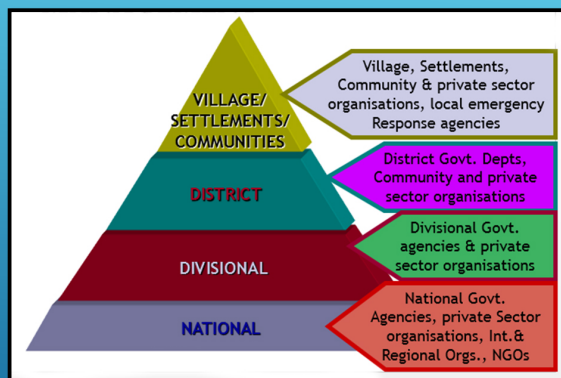 VILLAGE/
SETTLEMENTS/
COMMUNITIES
Village, Settlements,
Community & private sector
organisations, local emergency
Response agencies
DISTRICT
District Govt. Depts,
Community and private
sector organisations
DIVISIONAL
Divisional Govt.
agencies & private
sector organisations
NATIONAL
National Govt.
Agencies, private Sector
organisations, Int.&
Regional Orgs., NGOs